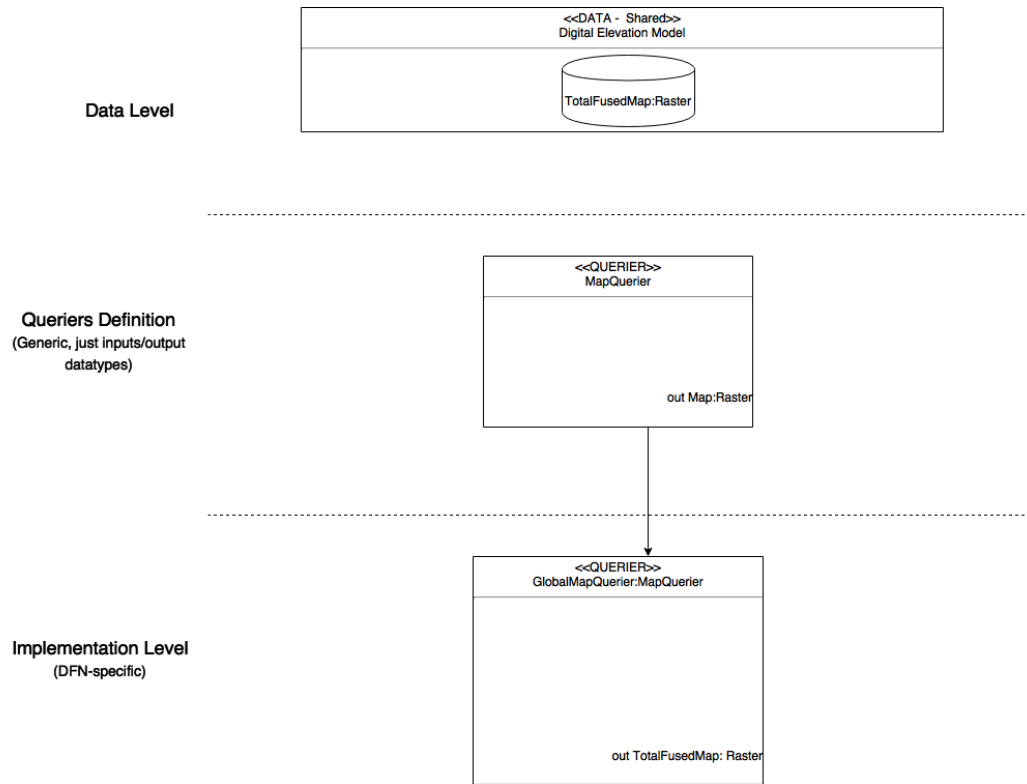 <<DATA -  Shared>>
Digital Elevation Model
TotalFusedMap:Raster
Data Level
<<QUERIER>>
MapQuerier
Queriers Definition
(Generic, just inputs/output
datatypes)
out Map:Raster
<<QUERIER>>
GlobalMapQuerier:MapQuerier
Implementation Level
(DFN-specific)
out TotalFusedMap: Raster